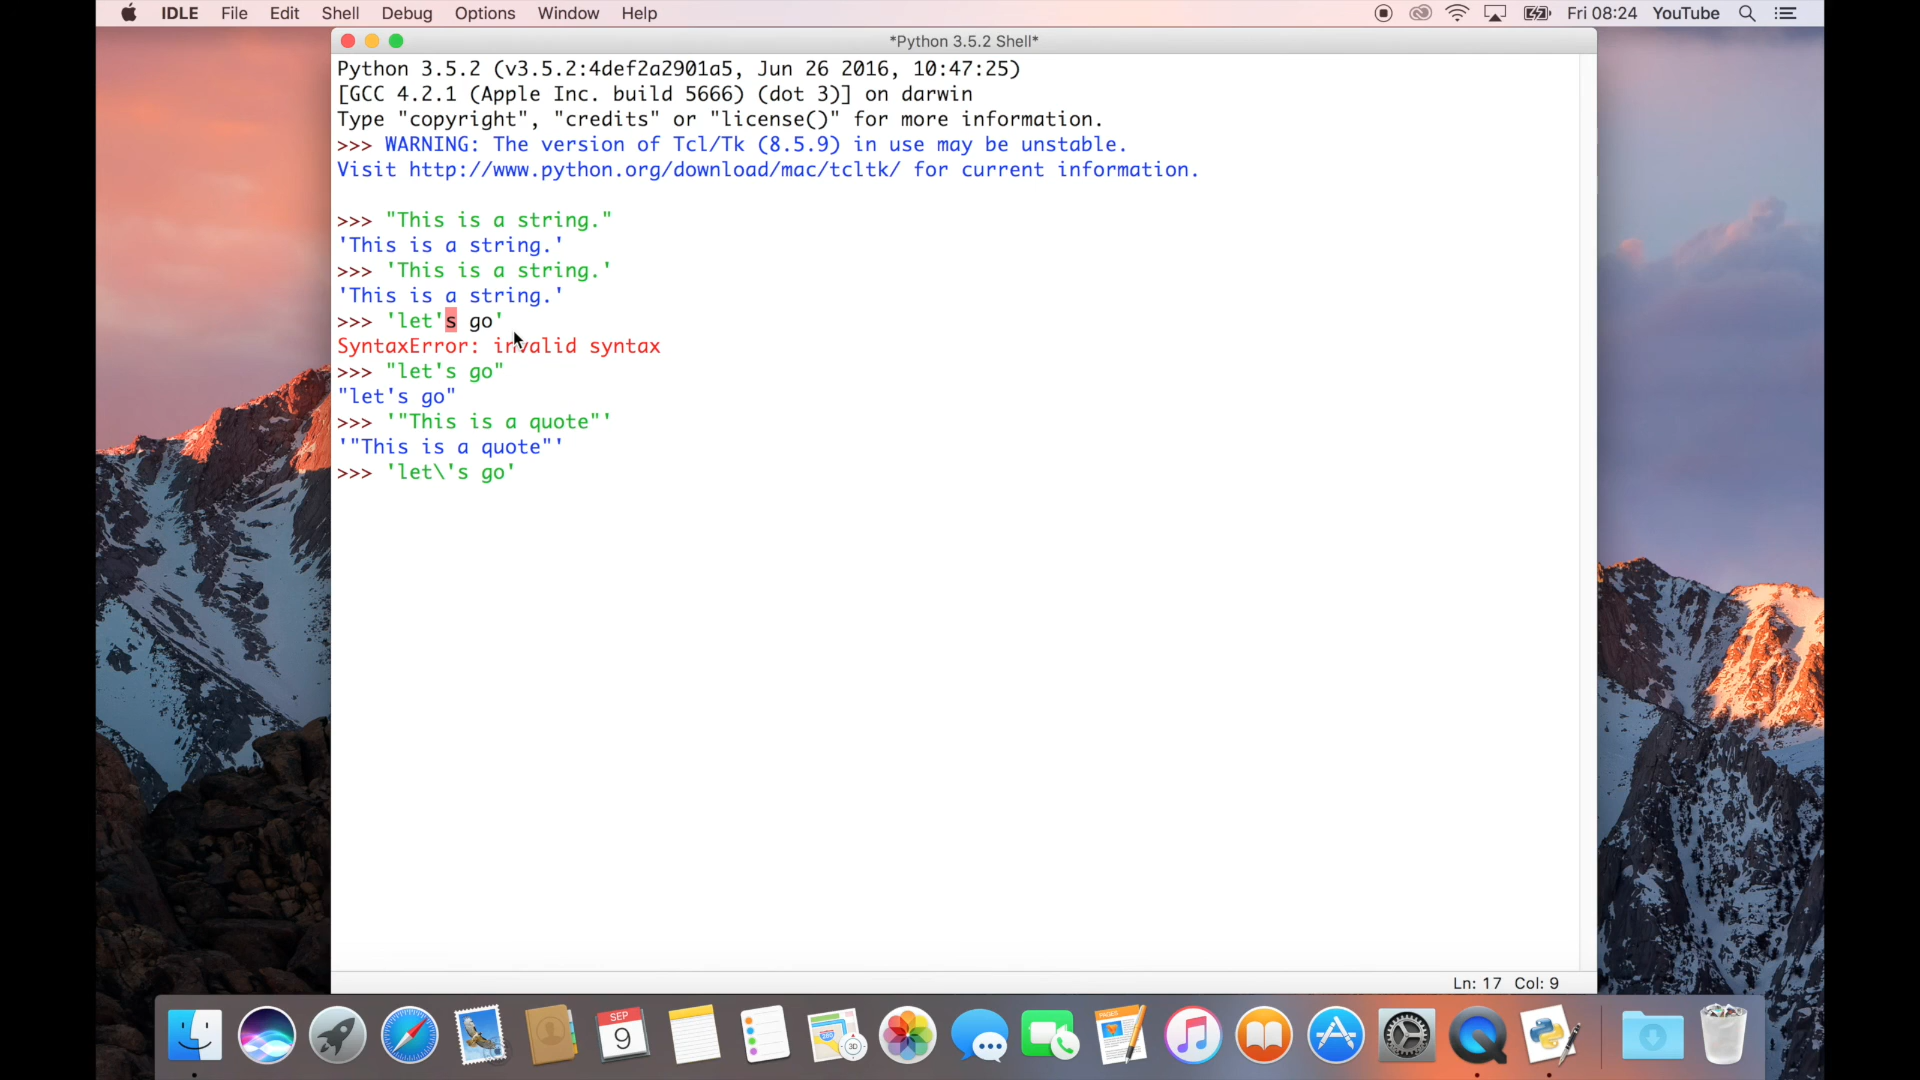 IDLE File Edit Shell Debug Options Window Help Fri 08:24 YouTube
*Python 3.5.2 Shell*
Python 3.5.2 (v3.5.2:4def2a2901a5, Jun 26 2016, 10:47:25)
[GCC 4.2.1 (Apple Inc. build 5666) (dot 3)] on darwin
Type "copyright", "credits" or "license()" for more information.
>>> WARNING: The version of Tcl/Tk (8.5.9) in use may be unstable.
Visit http://www.python.org/download/mac/tcltk/ for current information.
>>> "This is a string."
'This is a string.'
>>> 'This is a string.'
'This is a string.'
>>> 'let's go'
SyntaxError: invalid syntax
>>> "let's go"
"let's go"
>>> '"This is a quote"'
'"This is a quote"'
>>> 'let\'s go'
Ln: 17 Col: 9
SEP
9
3D
PAGES